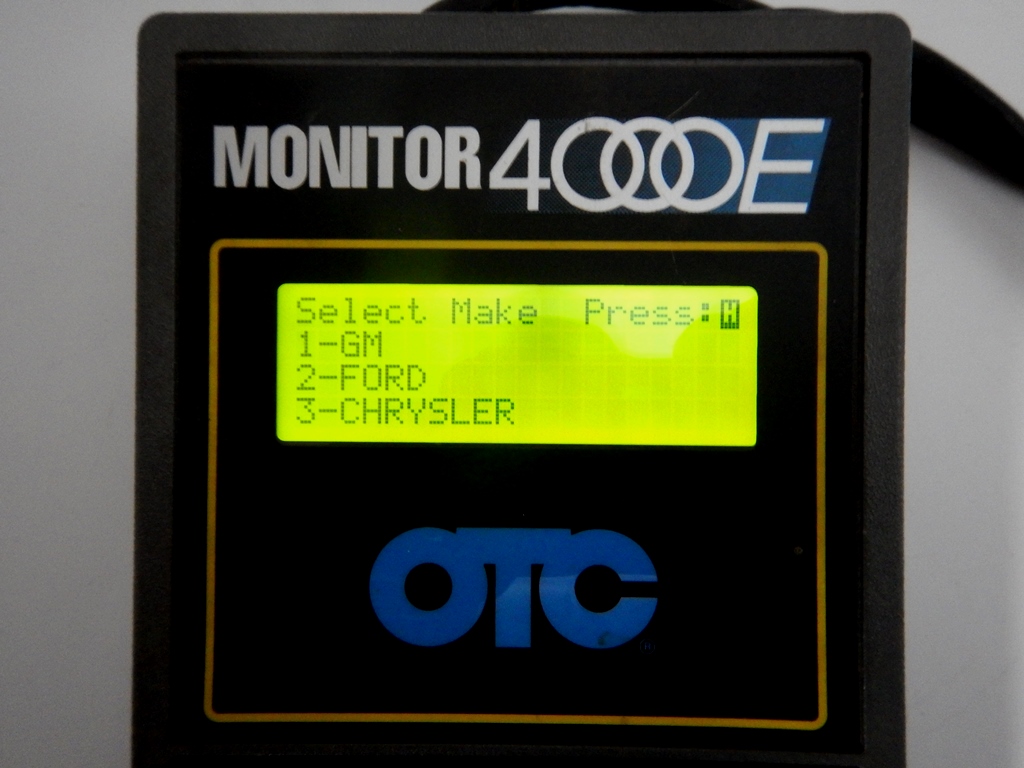 MONITOR 4000E
Select Make Press:H
1-GM
2-FORD
3-CHRYSLER
OTC